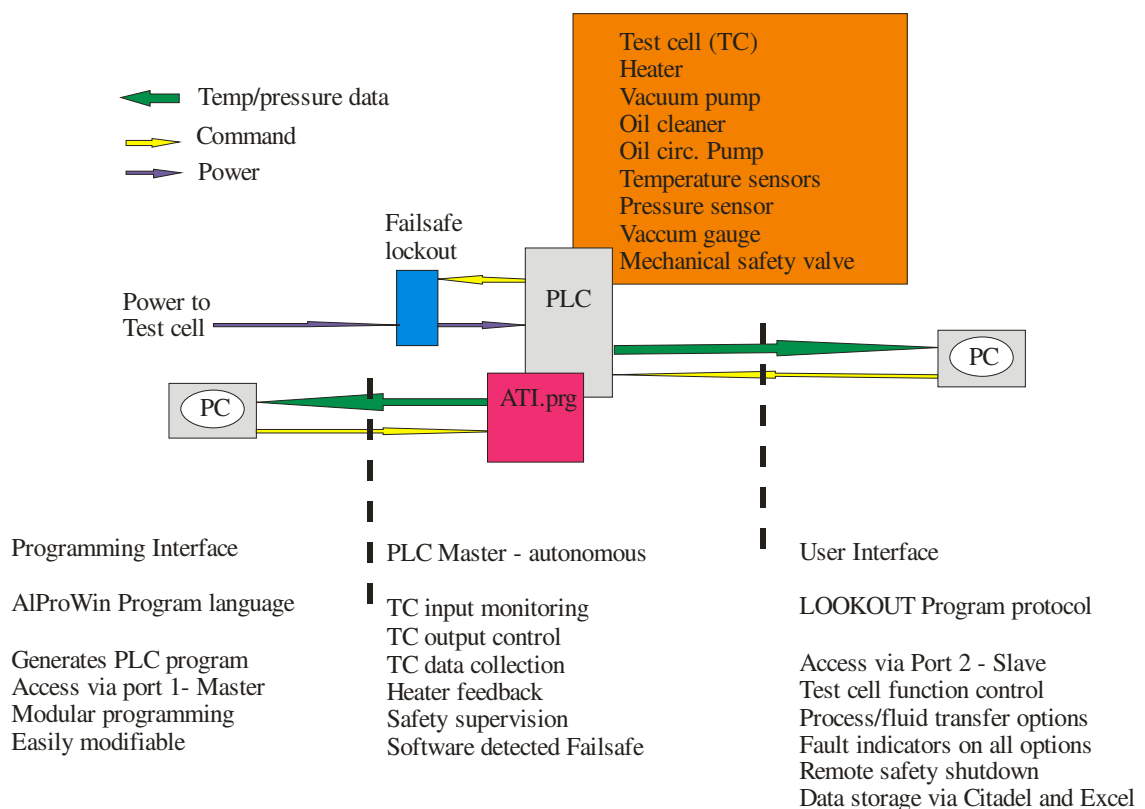 Test cell (TC)
Heater
Vacuum pump
Oil cleaner
Oil circ. Pump
Temperature sensors
Pressure sensor
Vaccum gauge
Mechanical safety valve
Temp/pressure data
Command
Power
Failsafe
lockout
Power to
Test cell
PLC
PC
ATI.prg
PC
Programming Interface
AlProWin Program language
Generates PLC program
Access via port 1- Master
Modular programming
Easily modifiable
PLC Master - autonomous
TC input monitoring
TC output control
TC data collection
Heater feedback
Safety supervision
Software detected Failsafe
User Interface
LOOKOUT Program protocol
Access via Port 2 - Slave
Test cell function control
Process/fluid transfer options
Fault indicators on all options
Remote safety shutdown
Data storage via Citadel and Excel